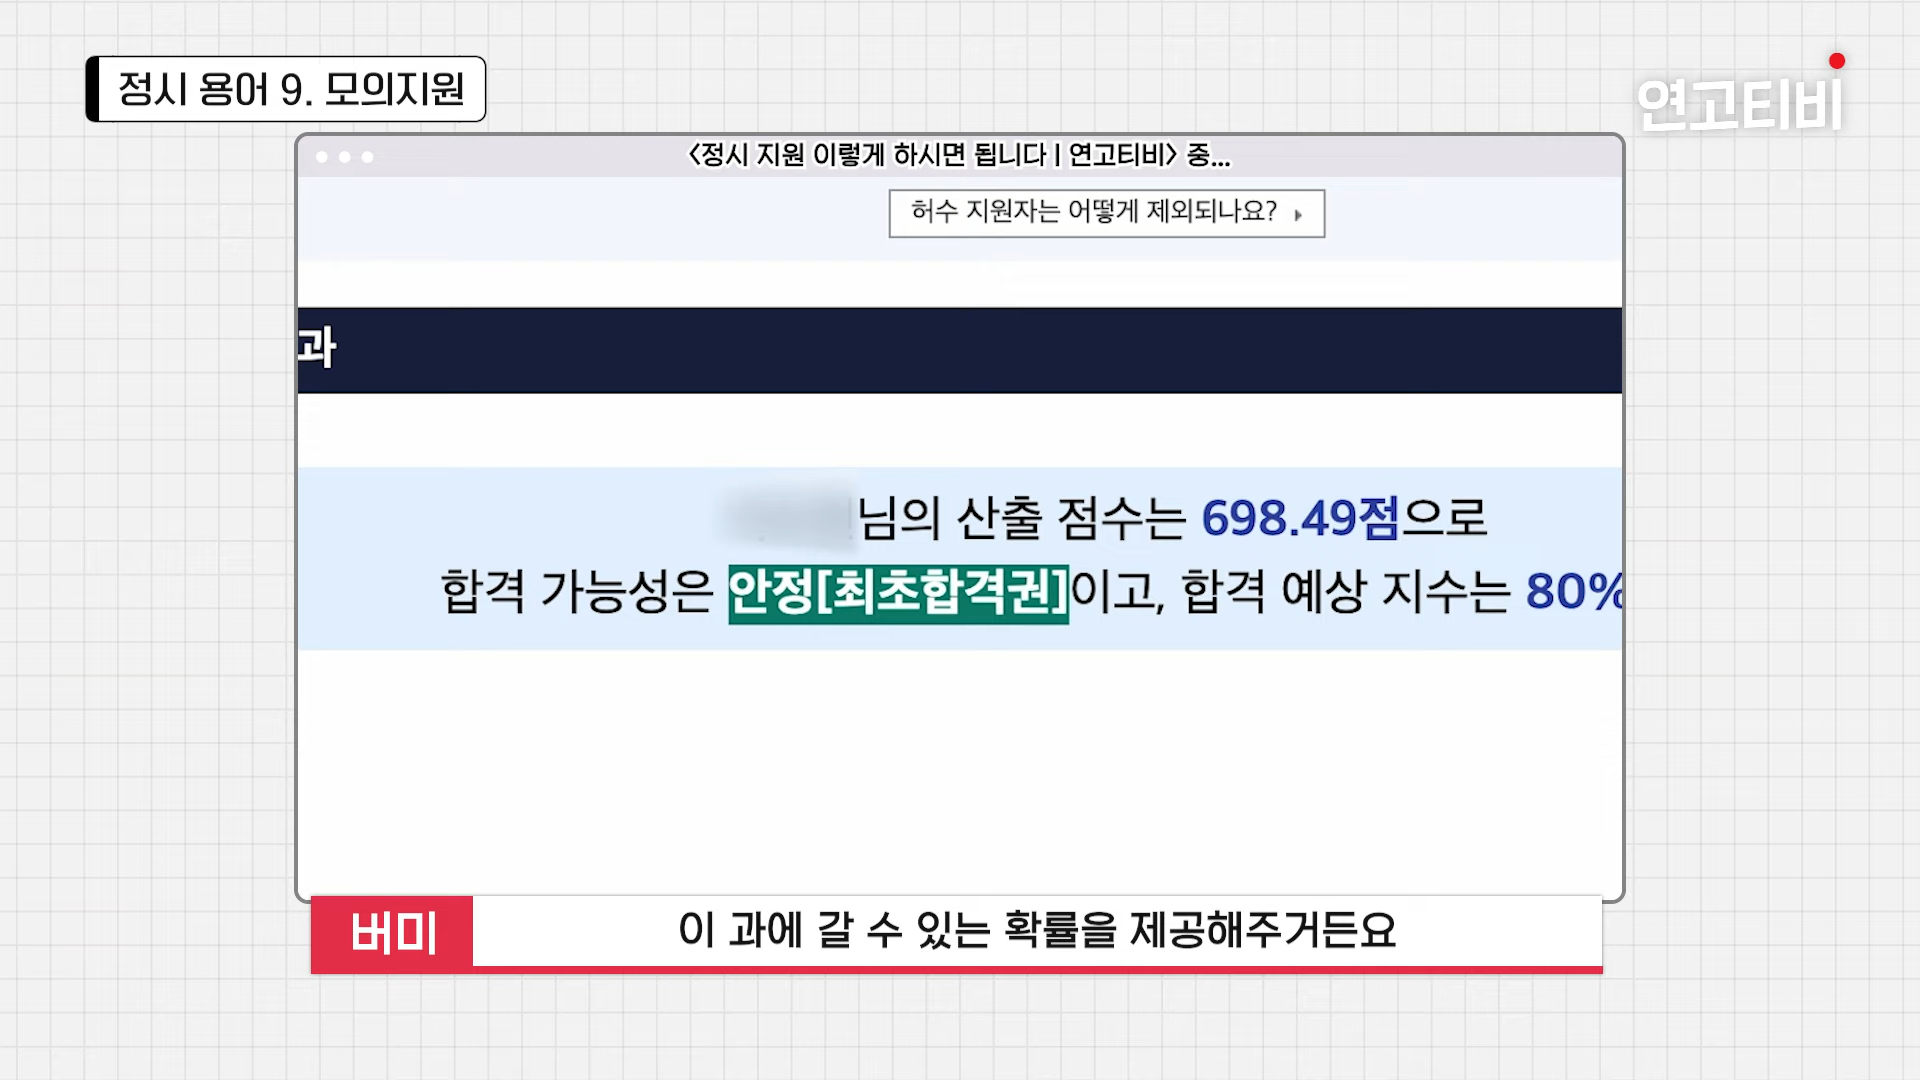 정시 용어 9. 모의지원
연고티비
<정시 지원 이렇게 하시면 됩니다 | 연고티비> 중...
허수 지원자는 어떻게 제외되나요?
과
님의 산출 점수는 698.49점으로
합격 가능성은 안정[최초합격권]이고, 합격 예상 지수는 80%
버미
이 과에 갈 수 있는 확률을 제공해주거든요